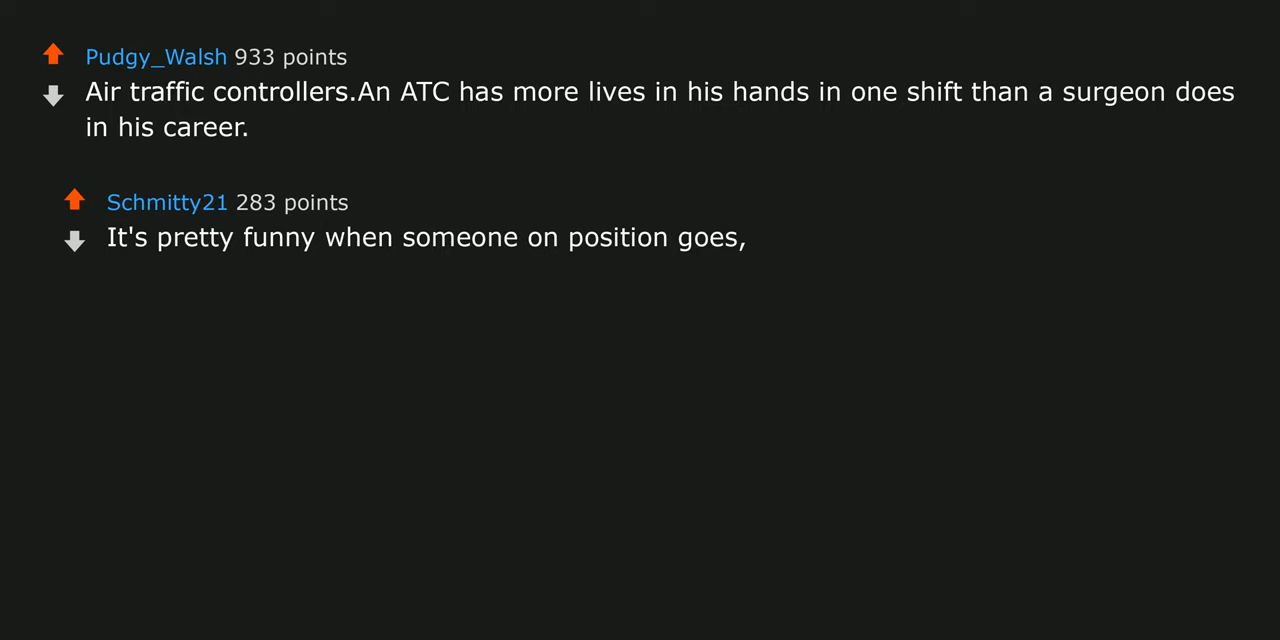 Pudgy_Walsh 933 points
Air traffic controllers.An ATC has more lives in his hands in one shift than a surgeon does
in his career.
Schmitty21 283 points
It's pretty funny when someone on position goes,